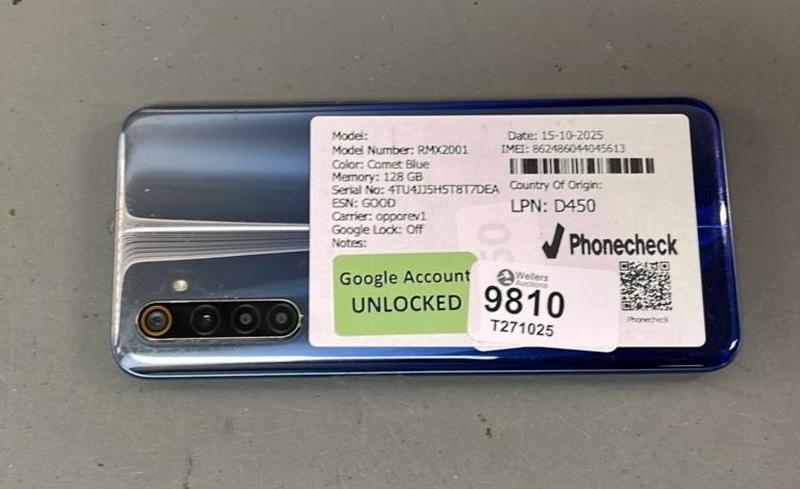 Model:
Model Number: RMX2001
Color: Comet Blue
Memory: 128 GB
Serial No: 4TU4JJ5H5T8T7DEA
ESN: GOOD
Carrier: opporev1
Google Lock: Off
Notes:
Date: 15-10-2025
IMEI: 862486044045613
Country Of Origin:
LPN: D450
Phonecheck
Phonecheck
Google Account
UNLOCKED
Wellers
Auctions
9810
T271025